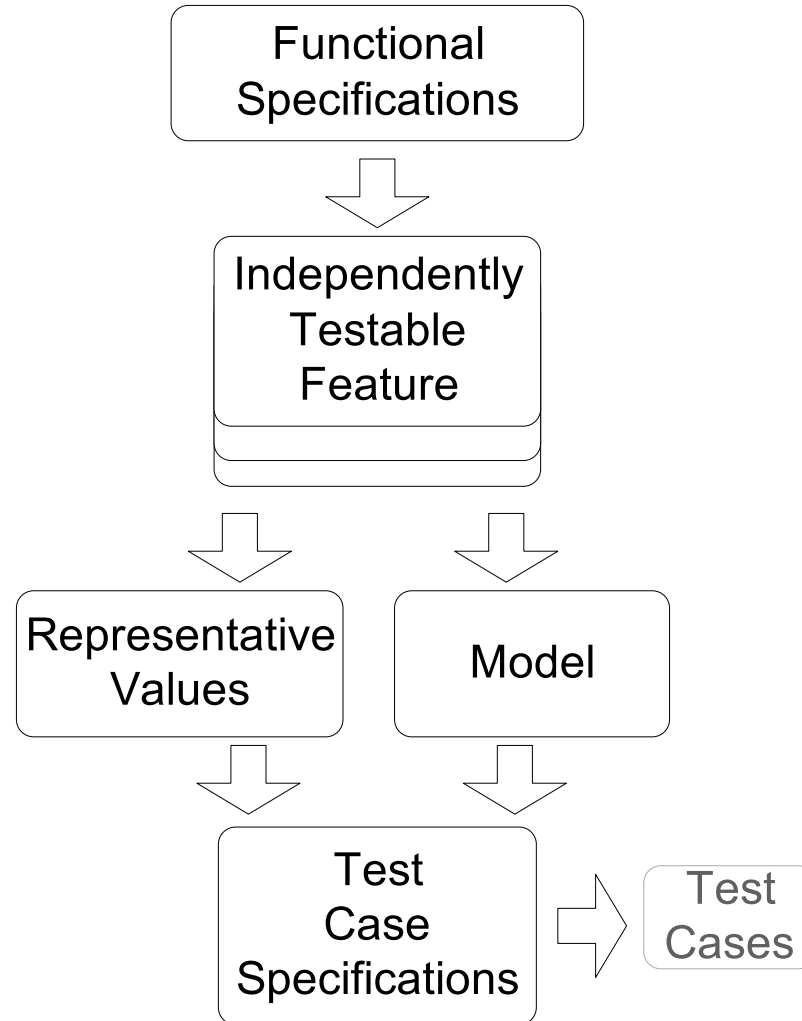 Functional
Specifications
Independently
Testable
Feature
Representative
Values
Model
Test
Case
Specifications
Test
Cases